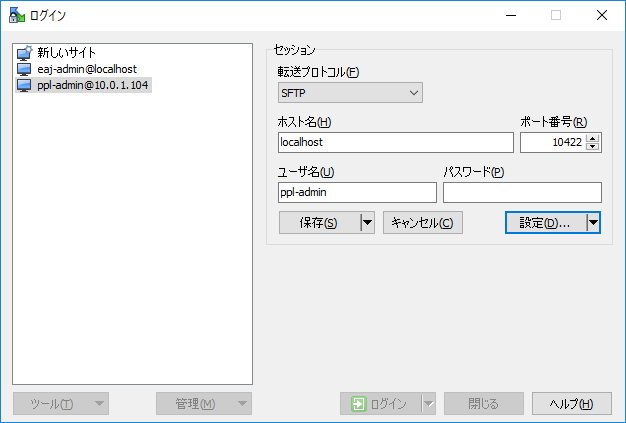 ログイン
新しいサイト
eaj-admin@localhost
ppl-admin@10.0.1.104
セッション
転送プロトコル(F)
SFTP
ホスト名(H)
ポート番号(R)
localhost
10422
ユーザ名(U)
パスワード(P)
ppl-admin
保存(S)
キャンセル(C)
設定(D)...
ツール(T)
管理(M)
ログイン
閉じる
ヘルプ(H)